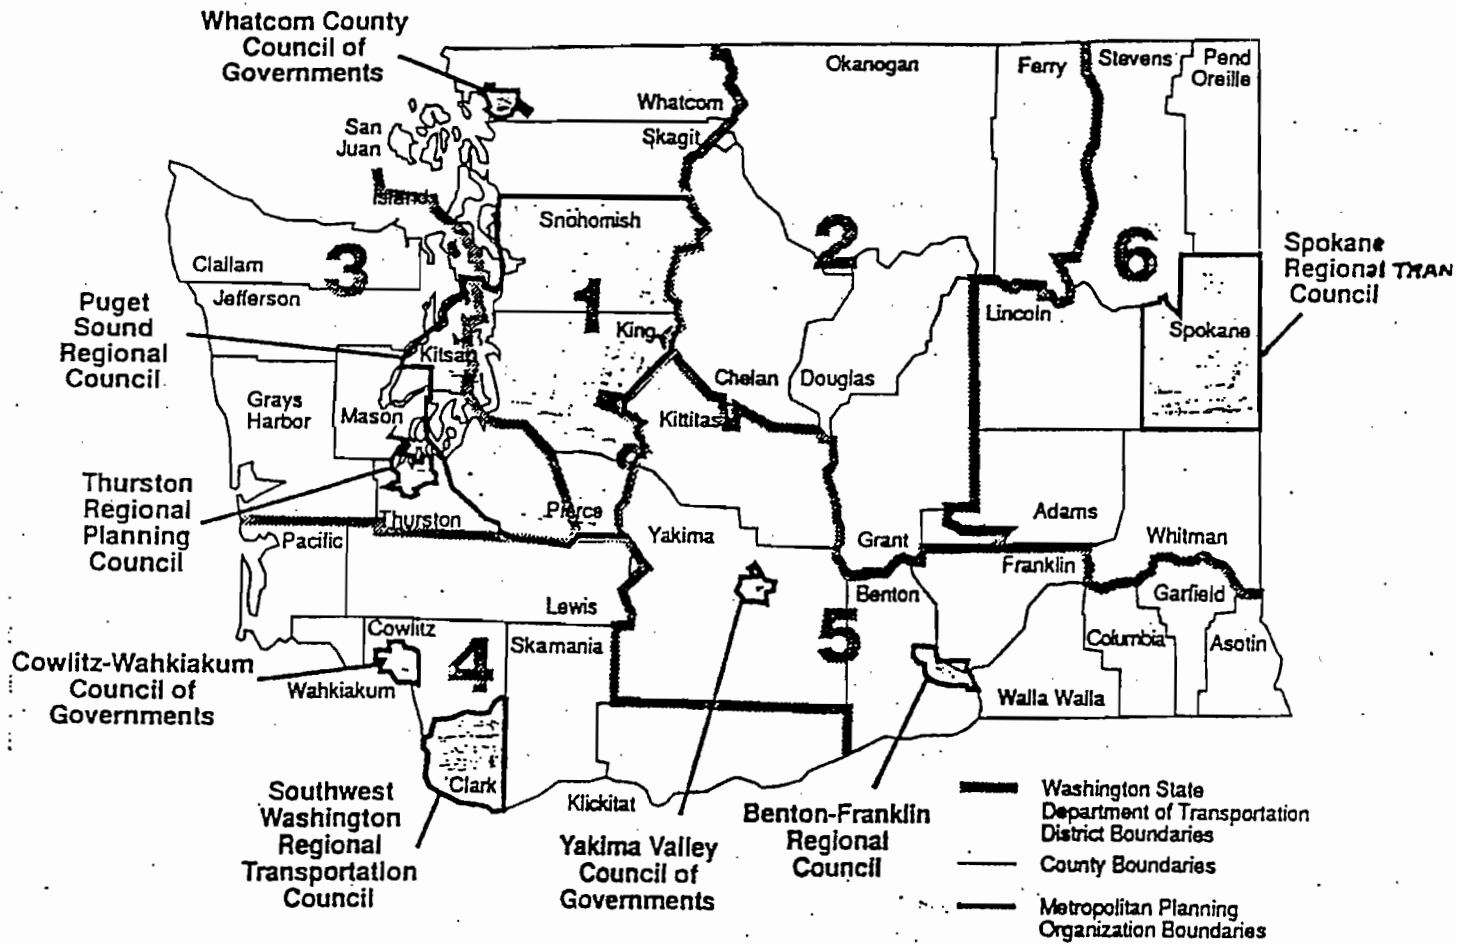 Whatcom County
Council of
Governments
Okanogan
Ferry
Stevens
Pend
Oreille
Whatcom
San
Juan
Skagit
Islands
Snohomish
2
6
Spokane
Regional TRAN
Council
Clallam
3
Jefferson
1
Puget
Sound
Regional
Council
Lincoln
Spokane
King
Kitsap
Chelan
Douglas
Grays
Harbor
Mason
Kittitas
Thurston
Regional
Planning
Council
Thurston
Pierce
Adams
Pacific
Yakima
Grant
Whitman
Franklin
Benton
Garfield
Lewis
Cowlitz
4
Skamania
5
Columbia
Asotin
Cowlitz-Wahkiakum
Council of
Governments
Wahkiakum
Walla Walla
Clark
Klickitat
Southwest
Washington
Regional
Transportation
Council
Yakima Valley
Council of
Governments
Benton-Franklin
Regional
Council
Washington State
Department of Transportation
District Boundaries
County Boundaries
Metropolitan Planning
Organization Boundaries